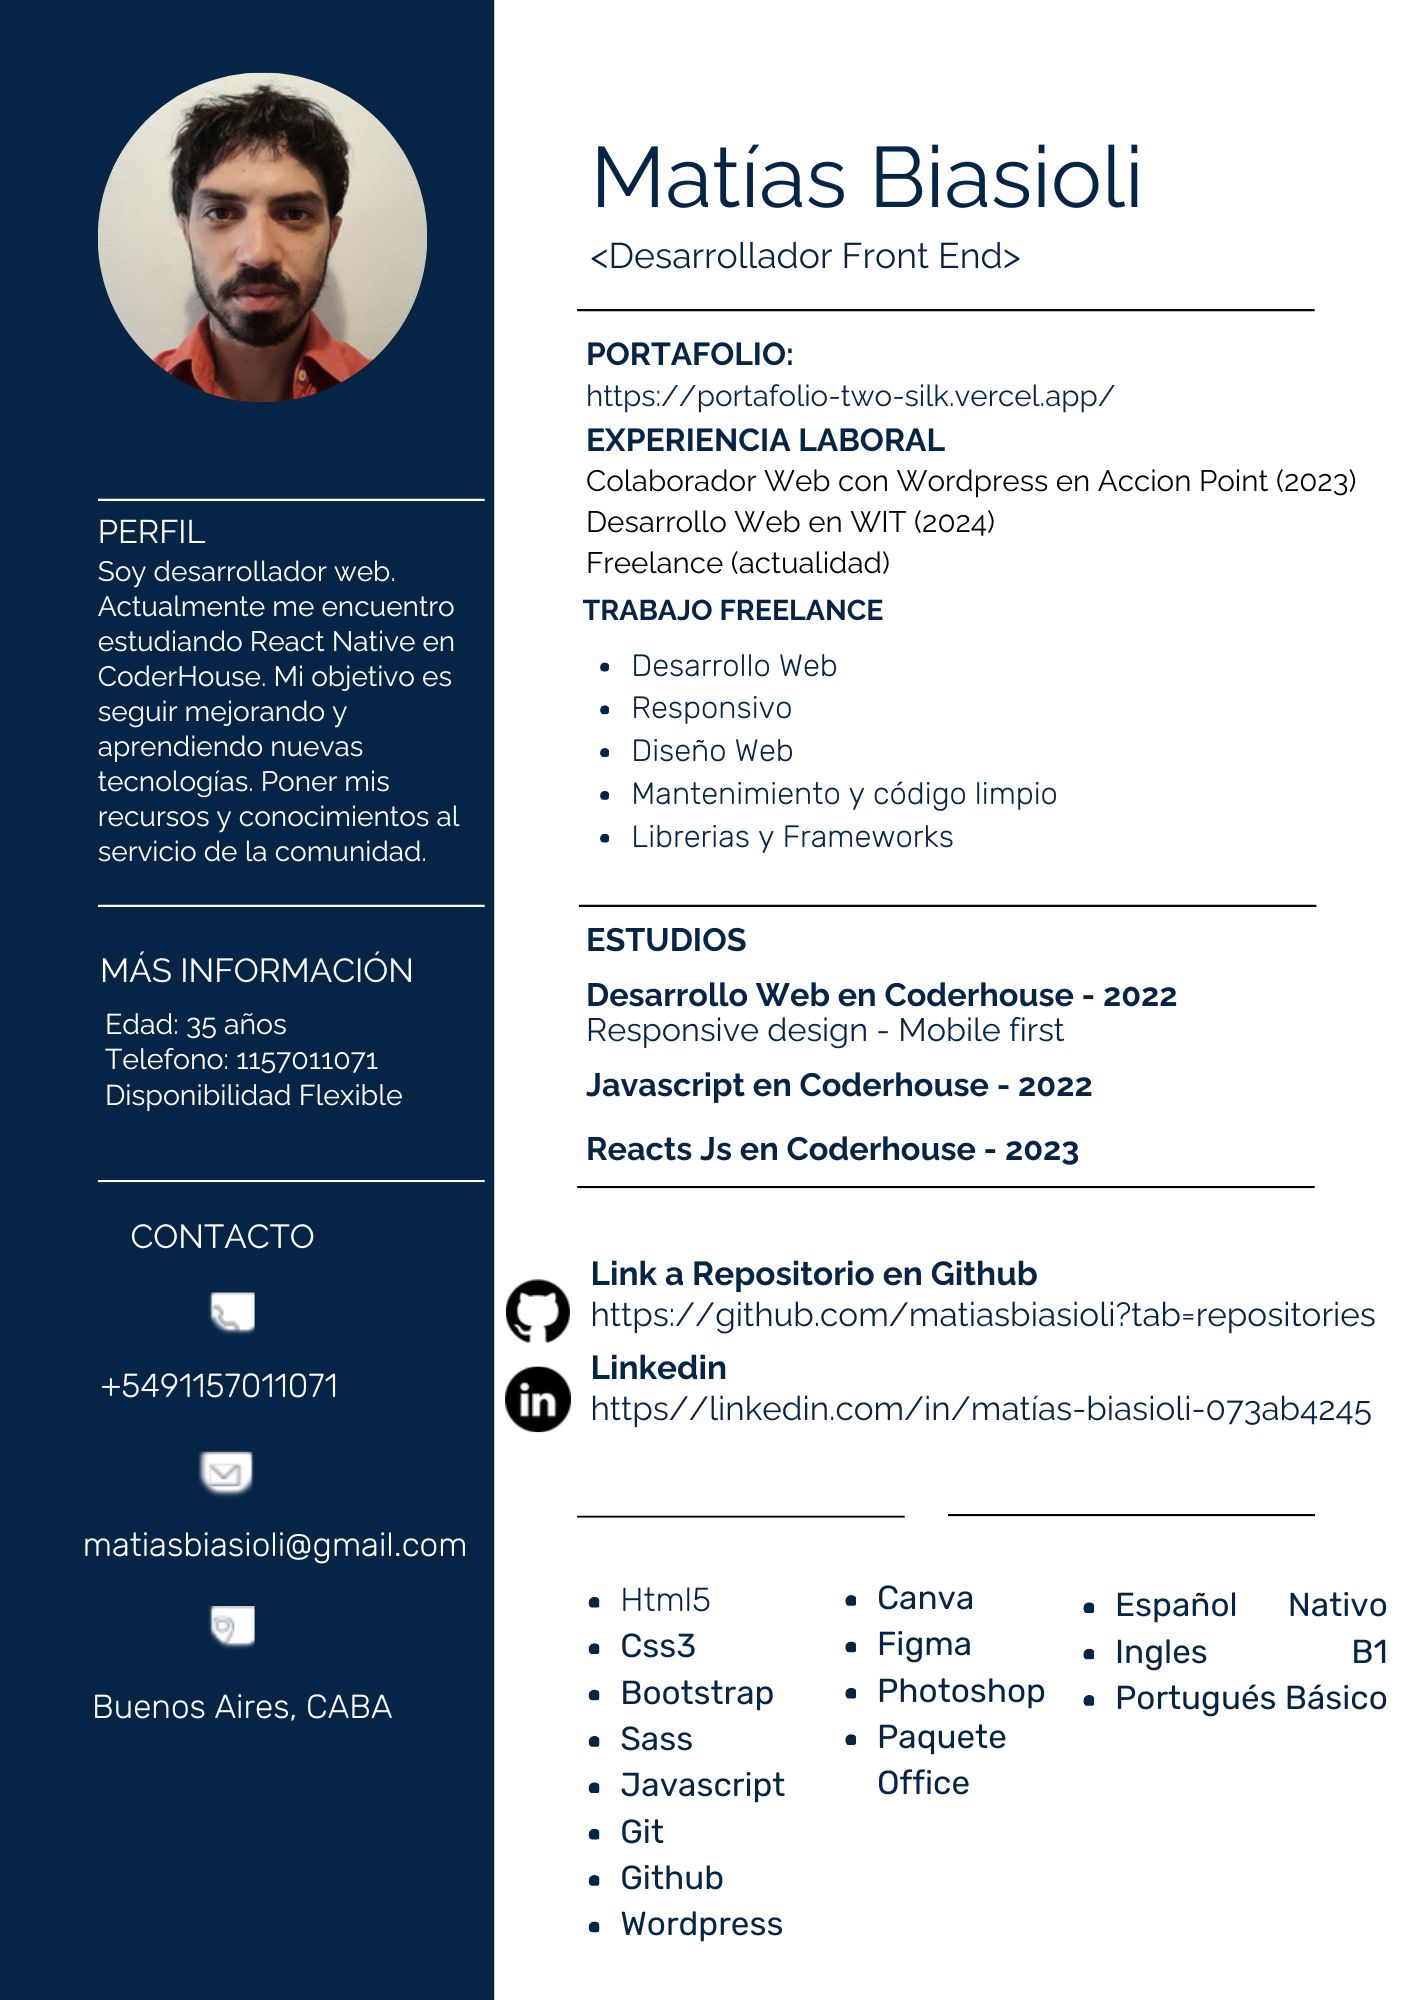 Matías Biasioli
<Desarrollador Front End>
PORTAFOLIO:
https://portafolio-two-silk.vercel.app/
EXPERIENCIA LABORAL
Colaborador Web con Wordpress en Accion Point (2023)
Desarrollo Web en WIT (2024)
Freelance (actualidad)
TRABAJO FREELANCE
Desarrollo Web
Responsivo
Diseño Web
Mantenimiento y código limpio
Librerias y Frameworks
PERFIL
Soy desarrollador web.
Actualmente me encuentro
estudiando React Native en
CoderHouse. Mi objetivo es
seguir mejorando y
aprendiendo nuevas
tecnologías. Poner mis
recursos y conocimientos al
servicio de la comunidad.
MÁS INFORMACIÓN
Edad: 35 años
Telefono: 1157011071
Disponibilidad Flexible
ESTUDIOS
Desarrollo Web en Coderhouse - 2022
Responsive design - Mobile first
Javascript en Coderhouse - 2022
Reacts Js en Coderhouse - 2023
CONTACTO
+5491157011071
matiasbiasioli@gmail.com
Buenos Aires, CABA
Link a Repositorio en Github
https://github.com/matiasbiasioli?tab=repositories
in
Linkedin
https//linkedin.com/in/matías-biasioli-073ab4245
Html5
Css3
Bootstrap
Sass
Javascript
Git
Github
Wordpress
Canva
Figma
Photoshop
Paquete
Office
Español Nativo
Ingles B1
Portugués Básico